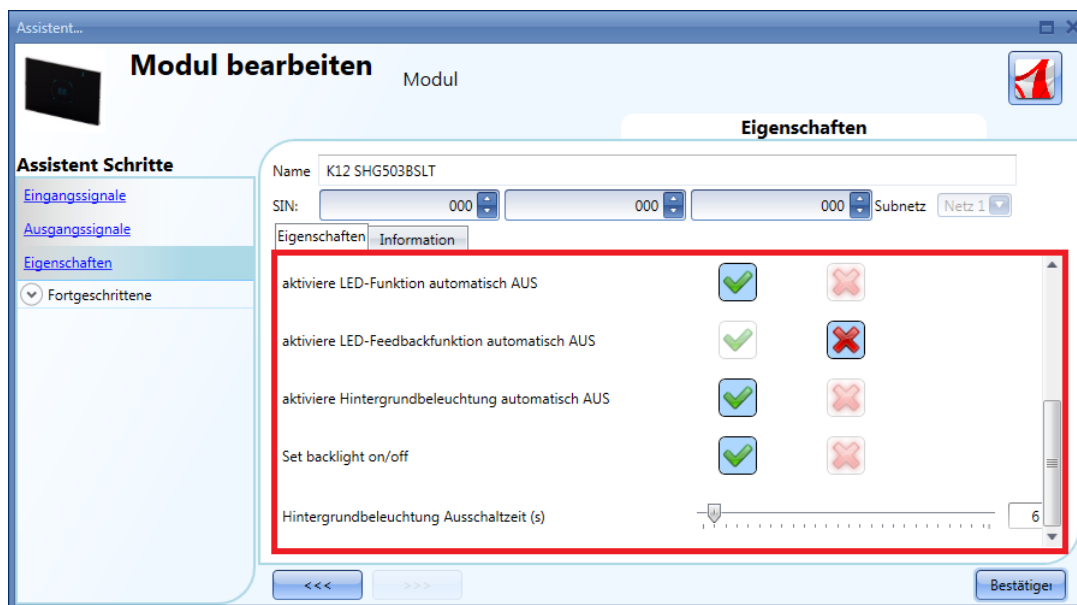 Assistent...
Modul bearbeiten Modul
Eigenschaften
Assistent Schritte
Eingangssignale
Ausgangssignale
Eigenschaften
Fortgeschrittene
Name K12 SHG503BSLT
SIN: 000 000 000 Subnetz Netz 1
Eigenschaften Information
aktiviere LED-Funktion automatisch AUS
aktiviere LED-Feedbackfunktion automatisch AUS
aktiviere Hintergrundbeleuchtung automatisch AUS
Set backlight on/off
Hintergrundbeleuchtung Ausschaltzeit (s) 6
<<< >>> Bestätiger